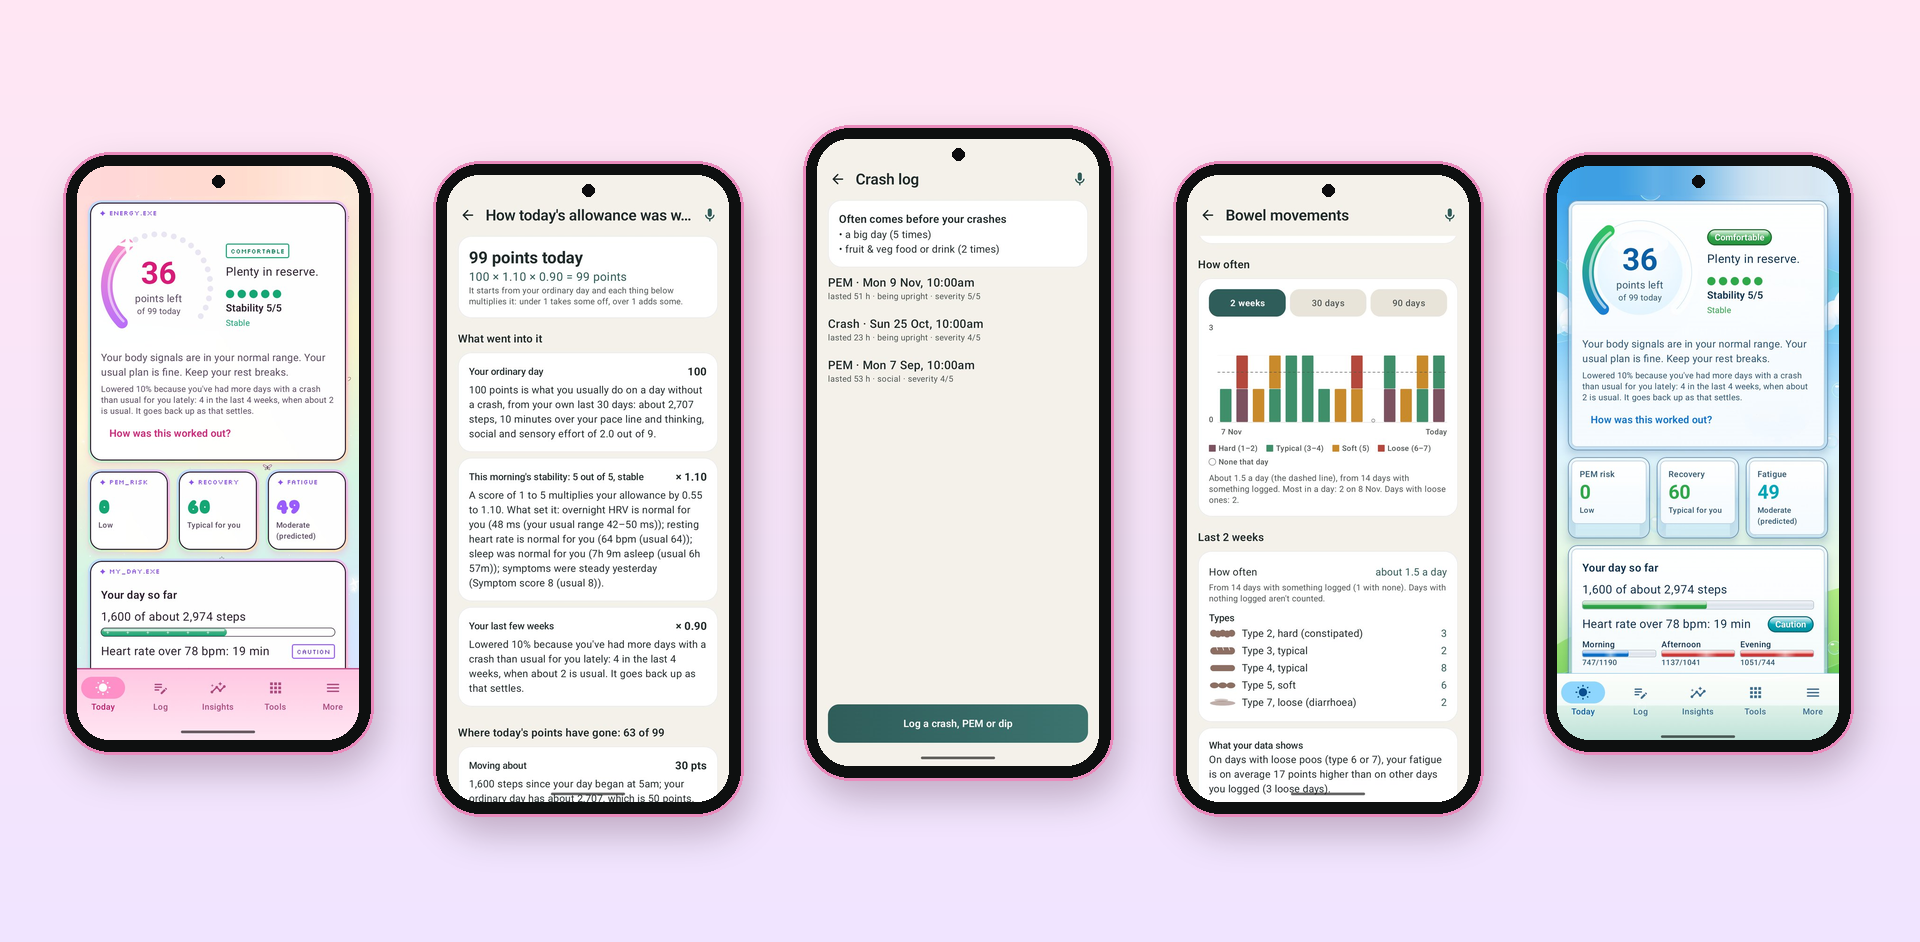 ENERGY.EXE
36
points left
of 99 today
COMFORTABLE
Plenty in reserve.
Stability 5/5
Stable
Your body signals are in your normal range. Your
usual plan is fine. Keep your rest breaks.
Lowered 10% because you've had more days with a crash
than usual for you lately: 4 in the last 4 weeks, when about 2
is usual. It goes back up as that settles.
How was this worked out?
PEM_RISK
0
Low
RECOVERY
60
Typical for you
FATIGUE
49
Moderate
(predicted)
MY_DAY.EXE
Your day so far
1,600 of about 2,974 steps
Heart rate over 78 bpm: 19 min
CAUTION
Today
Log
Insights
Tools
More
How today's allowance was w...
99 points today
100 × 1.10 × 0.90 = 99 points
It starts from your ordinary day and each thing below
multiplies it: under 1 takes some off, over 1 adds some.
What went into it
Your ordinary day 100
100 points is what you usually do on a day without
a crash, from your own last 30 days: about 2,707
steps, 10 minutes over your pace line and thinking,
social and sensory effort of 2.0 out of 9.
This morning's stability: 5 out of 5, stable × 1.10
A score of 1 to 5 multiplies your allowance by 0.55
to 1.10. What set it: overnight HRV is normal for
you (48 ms (your usual range 42–50 ms)); resting
heart rate is normal for you (64 bpm (usual 64));
sleep was normal for you (7h 9m asleep (usual 6h
57m)); symptoms were steady yesterday
(Symptom score 8 (usual 8)).
Your last few weeks × 0.90
Lowered 10% because you've had more days with a
crash than usual for you lately: 4 in the last 4
weeks, when about 2 is usual. It goes back up as
that settles.
Where today's points have gone: 63 of 99
Moving about 30 pts
1,600 steps since your day began at 5am; your
ordinary day has about 2,707, which is 50 points.
Crash log
Often comes before your crashes
• a big day (5 times)
• fruit & veg food or drink (2 times)
PEM · Mon 9 Nov, 10:00am
lasted 51 h · being upright · severity 5/5
Crash · Sun 25 Oct, 10:00am
lasted 23 h · being upright · severity 4/5
PEM · Mon 7 Sep, 10:00am
lasted 53 h · social · severity 4/5
Log a crash, PEM or dip
Bowel movements
How often
2 weeks
30 days
90 days
3
0
0
7 Nov
Today
Hard (1–2)
Typical (3–4)
Soft (5)
Loose (6–7)
None that day
About 1.5 a day (the dashed line), from 14 days with
something logged. Most in a day: 2 on 8 Nov. Days with loose
ones: 2.
Last 2 weeks
How often about 1.5 a day
From 14 days with something logged (1 with none). Days with
nothing logged aren't counted.
Types
Type 2, hard (constipated) 3
Type 3, typical 2
Type 4, typical 8
Type 5, soft 6
Type 7, loose (diarrhoea) 2
What your data shows
On days with loose poos (type 6 or 7), your fatigue
is on average 17 points higher than on other days
you logged (3 loose days).
36
points left
of 99 today
Comfortable
Plenty in reserve.
Stability 5/5
Stable
Your body signals are in your normal range. Your
usual plan is fine. Keep your rest breaks.
Lowered 10% because you've had more days with a crash
than usual for you lately: 4 in the last 4 weeks, when about
2 is usual. It goes back up as that settles.
How was this worked out?
PEM risk
0
Low
Recovery
60
Typical for you
Fatigue
49
Moderate
(predicted)
Your day so far
1,600 of about 2,974 steps
Heart rate over 78 bpm: 19 min
Caution
Morning
747/1190
Afternoon
1137/1041
Evening
1051/744
Today
Log
Insights
Tools
More